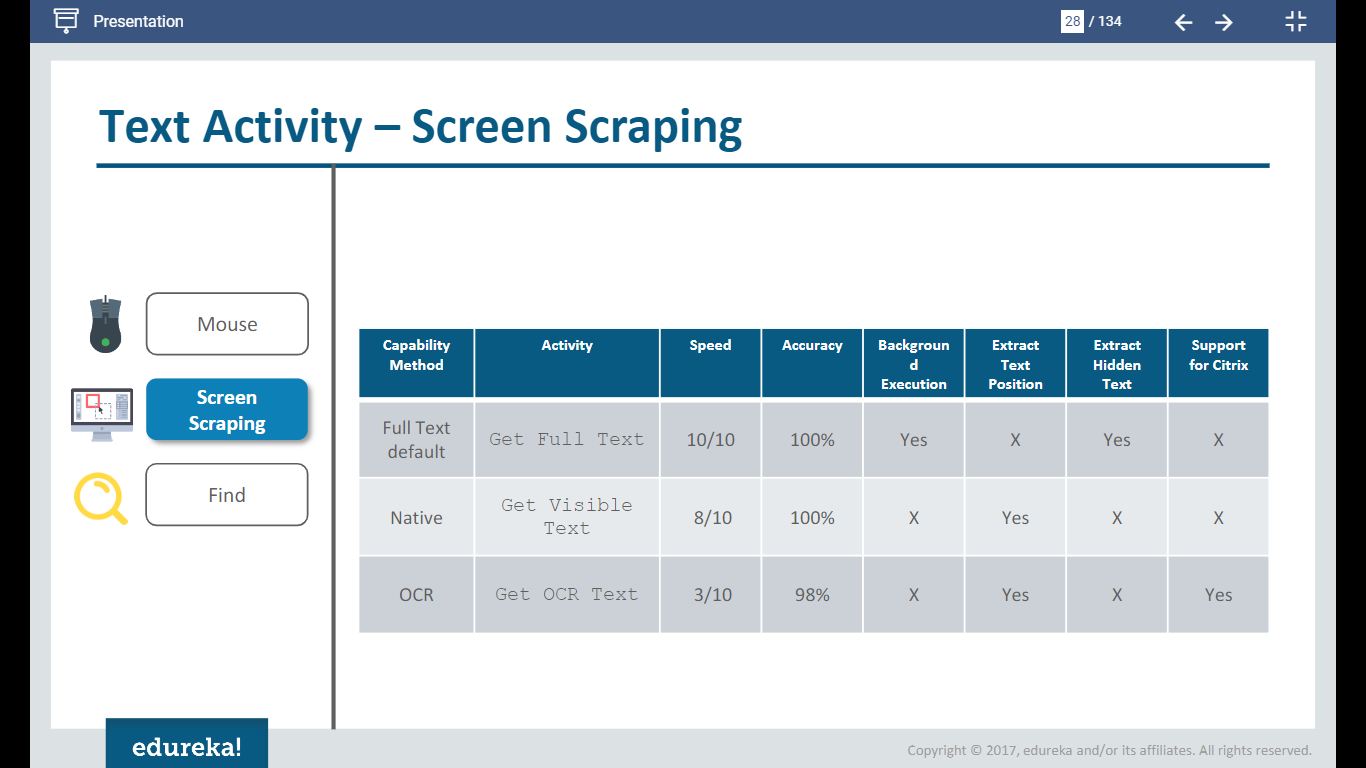 Presentation
28 / 134
Text Activity – Screen Scraping
Mouse
Screen
Scraping
Find
Capability
Method
Activity
Speed
Accuracy
Backgroun
d
Execution
Extract
Text
Position
Extract
Hidden
Text
Support
for Citrix
Full Text
default
Get Full Text
10/10
100%
Yes
X
Yes
X
Native
Get Visible
Text
8/10
100%
X
Yes
X
X
OCR
Get OCR Text
3/10
98%
X
Yes
X
Yes
edureka!
Copyright © 2017, edureka and/or its affiliates. All rights reserved.